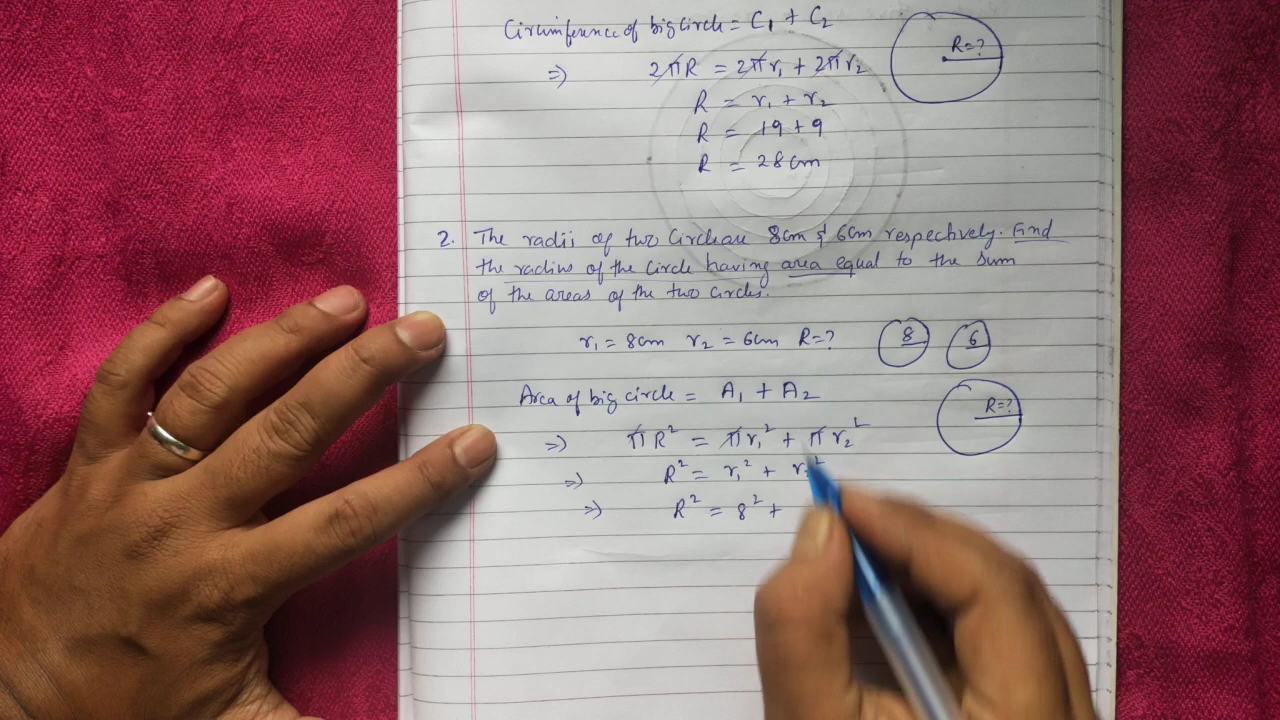 Circumference of big circle = C₁ + C₂
R=?
⇒ 2πR = 2πr₁ + 2πr₂
R = r₁ + r₂
R = 19 + 9
R = 28cm
2. The radii of two Circle are 8cm & 6cm respectively. Find
the radius of the circle having area equal to the sum
of the areas of the two circles.
r₁ = 8cm r₂ = 6cm R=? 8 6
Area of big circle = A₁ + A₂
R=?
⇒ πR² = πr₁² + πr₂²
⇒ R² = r₁² + r₂²
⇒ R² = 8² +